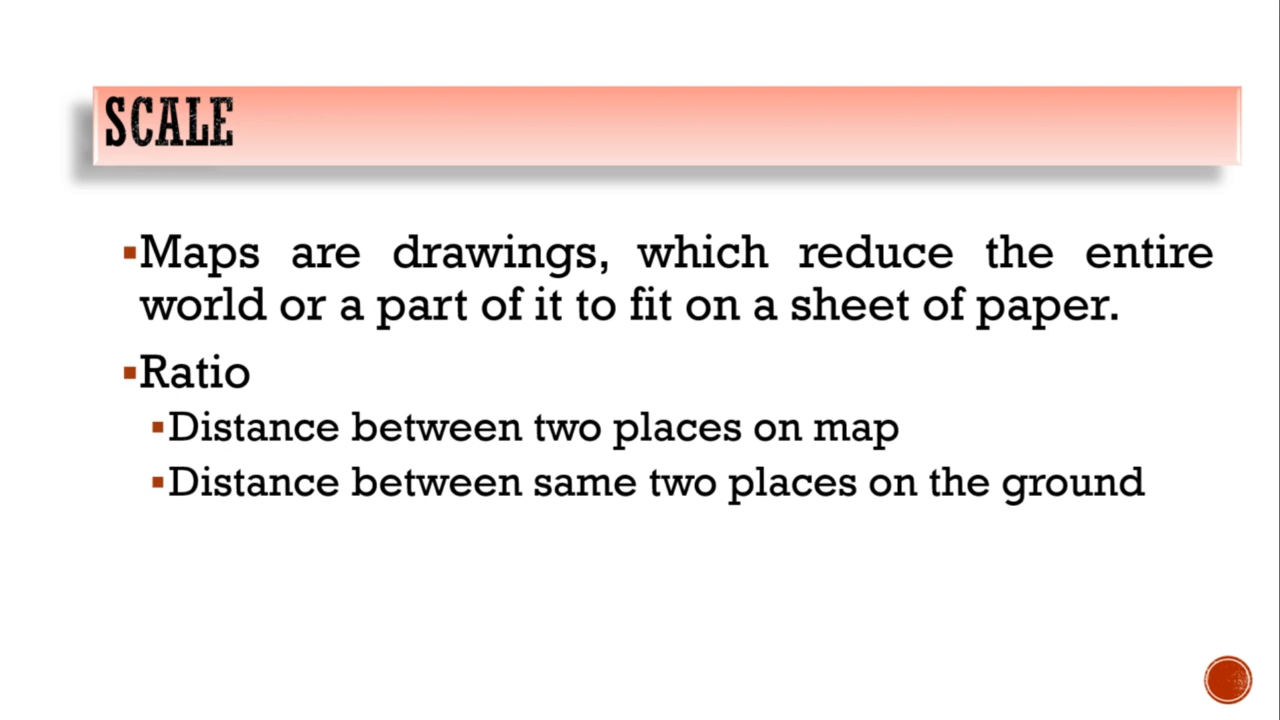 SCALE
Maps are drawings, which reduce the entire
world or a part of it to fit on a sheet of paper.
Ratio
Distance between two places on map
Distance between same two places on the ground